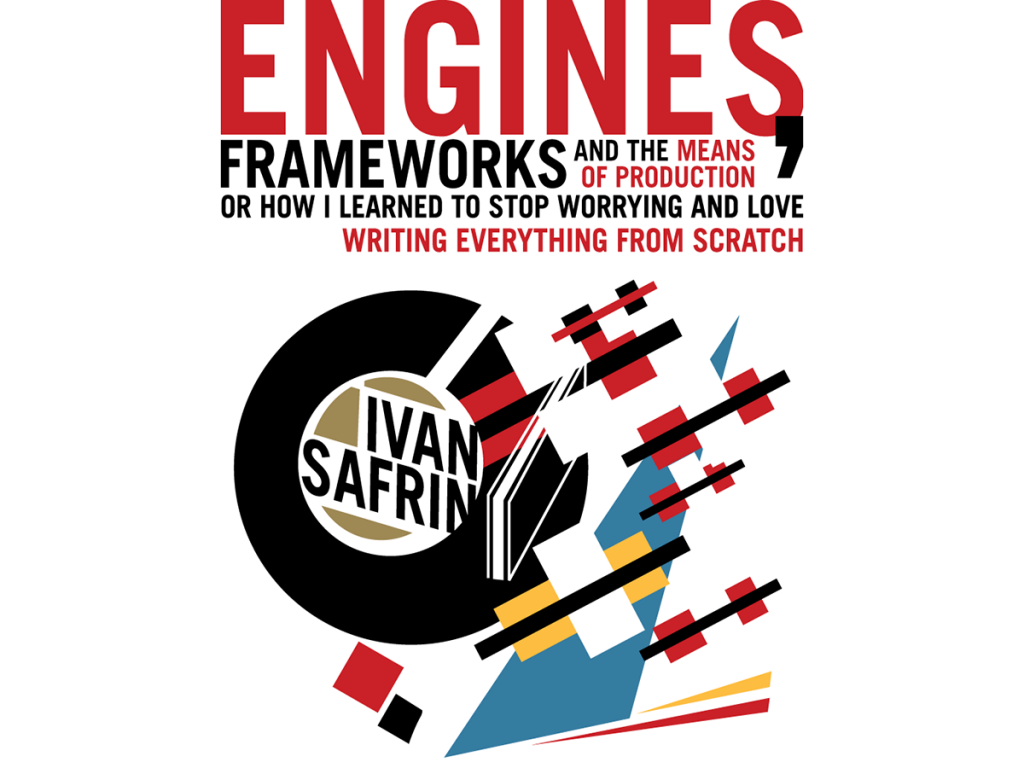 ENGINES,
FRAMEWORKS AND THE MEANS
OF PRODUCTION
OR HOW I LEARNED TO STOP WORRYING AND LOVE
WRITING EVERYTHING FROM SCRATCH
IVAN
SAFRIN